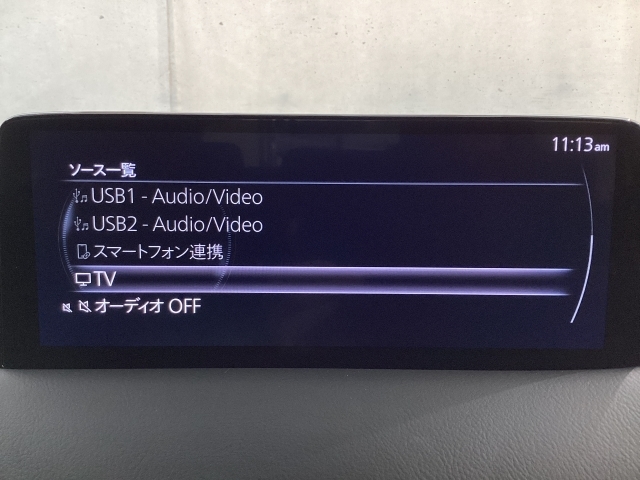 11:13am
ソース一覧
USB1 - Audio/Video
USB2 - Audio/Video
スマートフォン連携
TV
オーディオ OFF